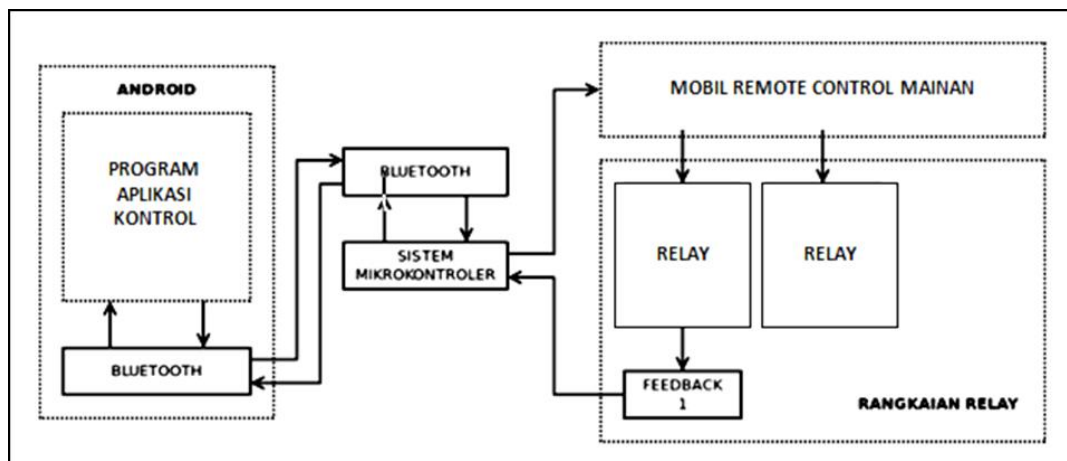 ANDROID
PROGRAM
APLIKASI
KONTROL
BLUETOOTH
BLUETOOTH
SISTEM
MIKROKONTROLER
MOBIL REMOTE CONTROL MAINAN
RELAY
RELAY
FEEDBACK
1
RANGKAIAN RELAY